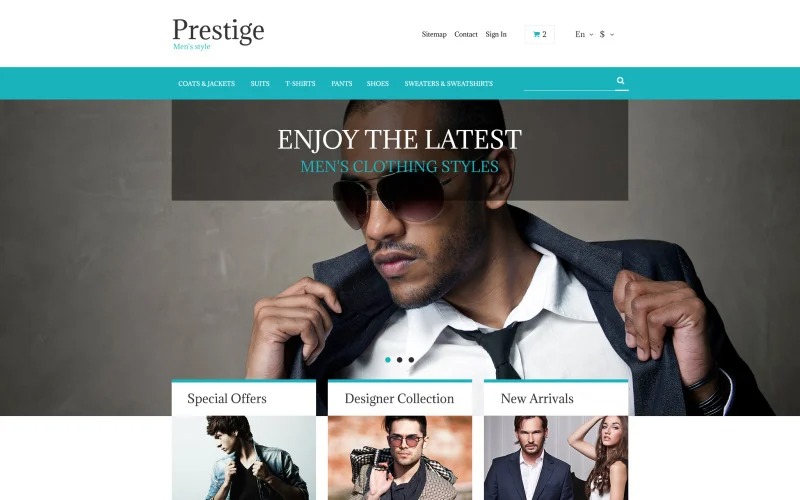 Prestige
Men's style
Sitemap Contact Sign In 2 En $
COATS & JACKETS SUITS T-SHIRTS PANTS SHOES SWEATERS & SWEATSHIRTS
ENJOY THE LATEST
MEN'S CLOTHING STYLES
Special Offers Designer Collection New Arrivals